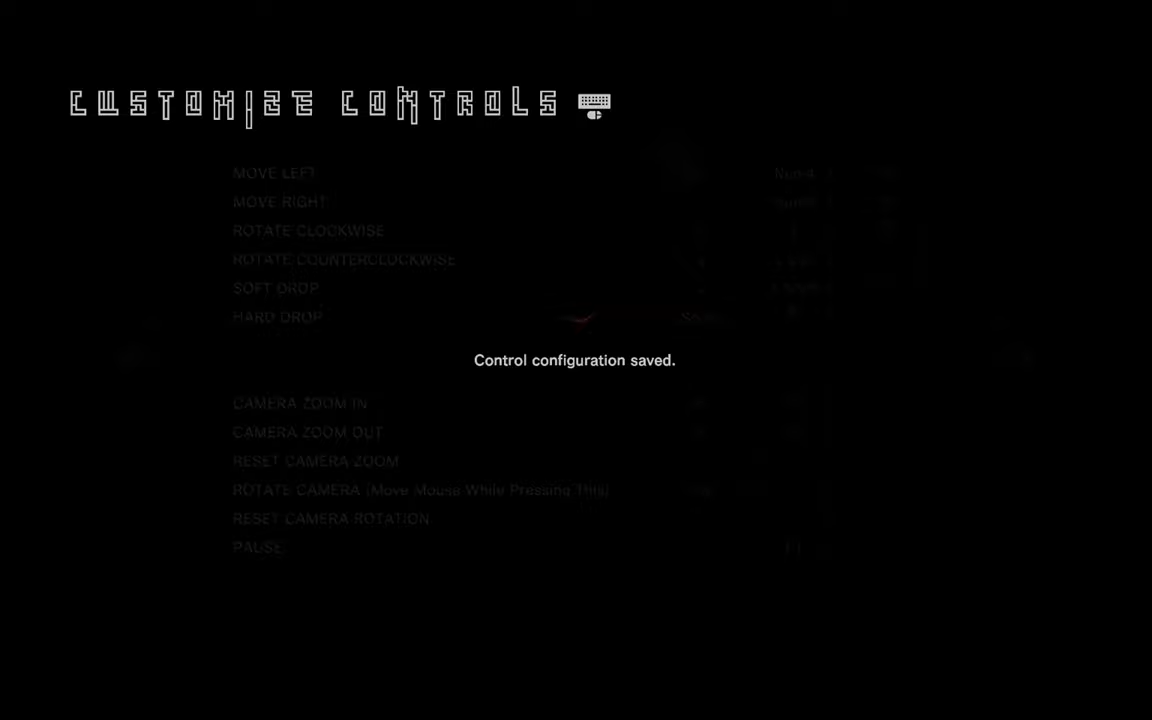 CUSTOMIZE CONTROLS
MOVE LEFT
MOVE RIGHT
ROTATE CLOCKWISE
ROTATE COUNTERCLOCKWISE
SOFT DROP
HARD DROP
Control configuration saved.
CAMERA ZOOM IN
CAMERA ZOOM OUT
RESET CAMERA ZOOM
ROTATE CAMERA (Move Mouse While Pressing This)
RESET CAMERA ROTATION
PAUSE